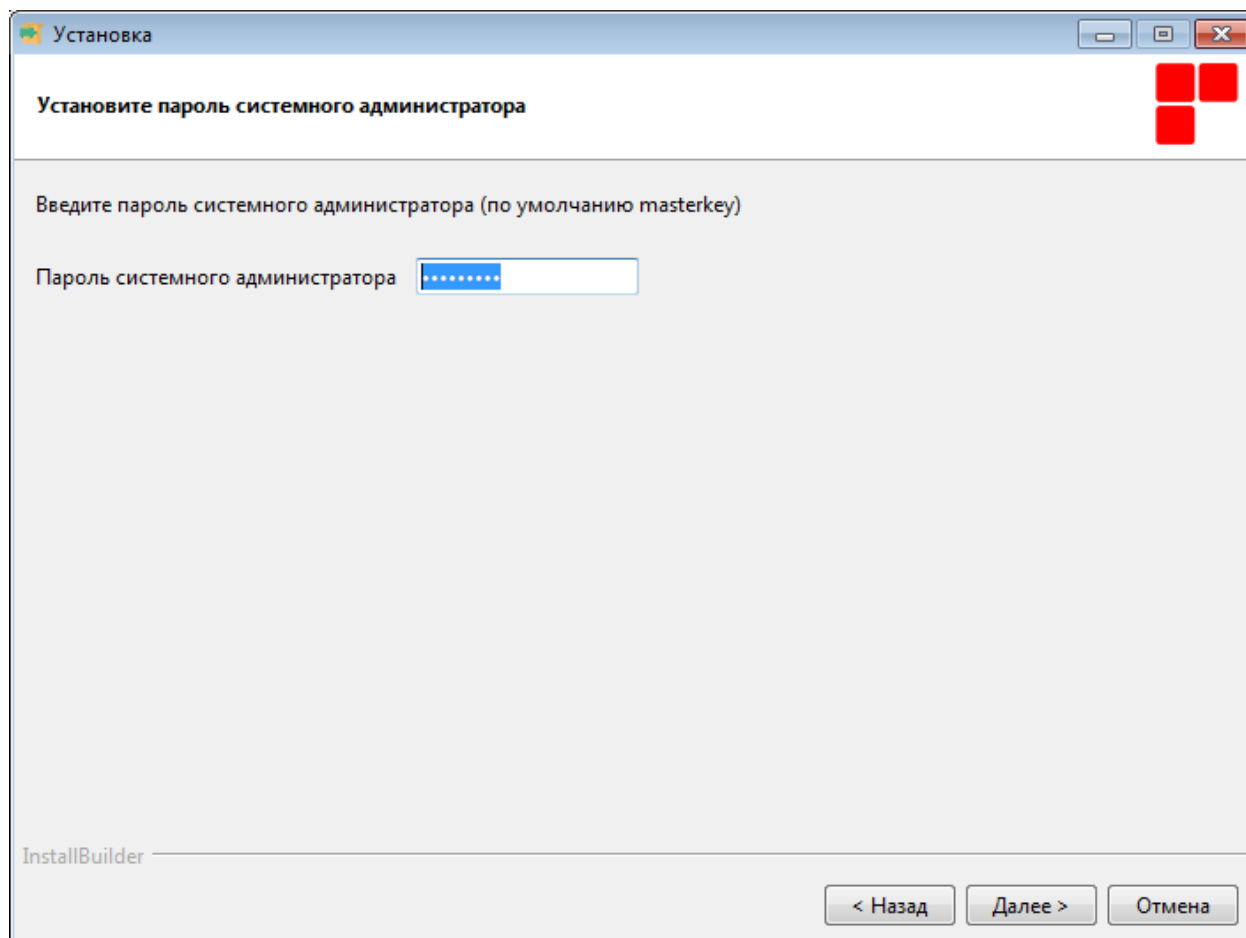 Установка
Установите пароль системного администратора
Введите пароль системного администратора (по умолчанию masterkey)
Пароль системного администратора •••••••••
InstallBuilder
< Назад Далее > Отмена